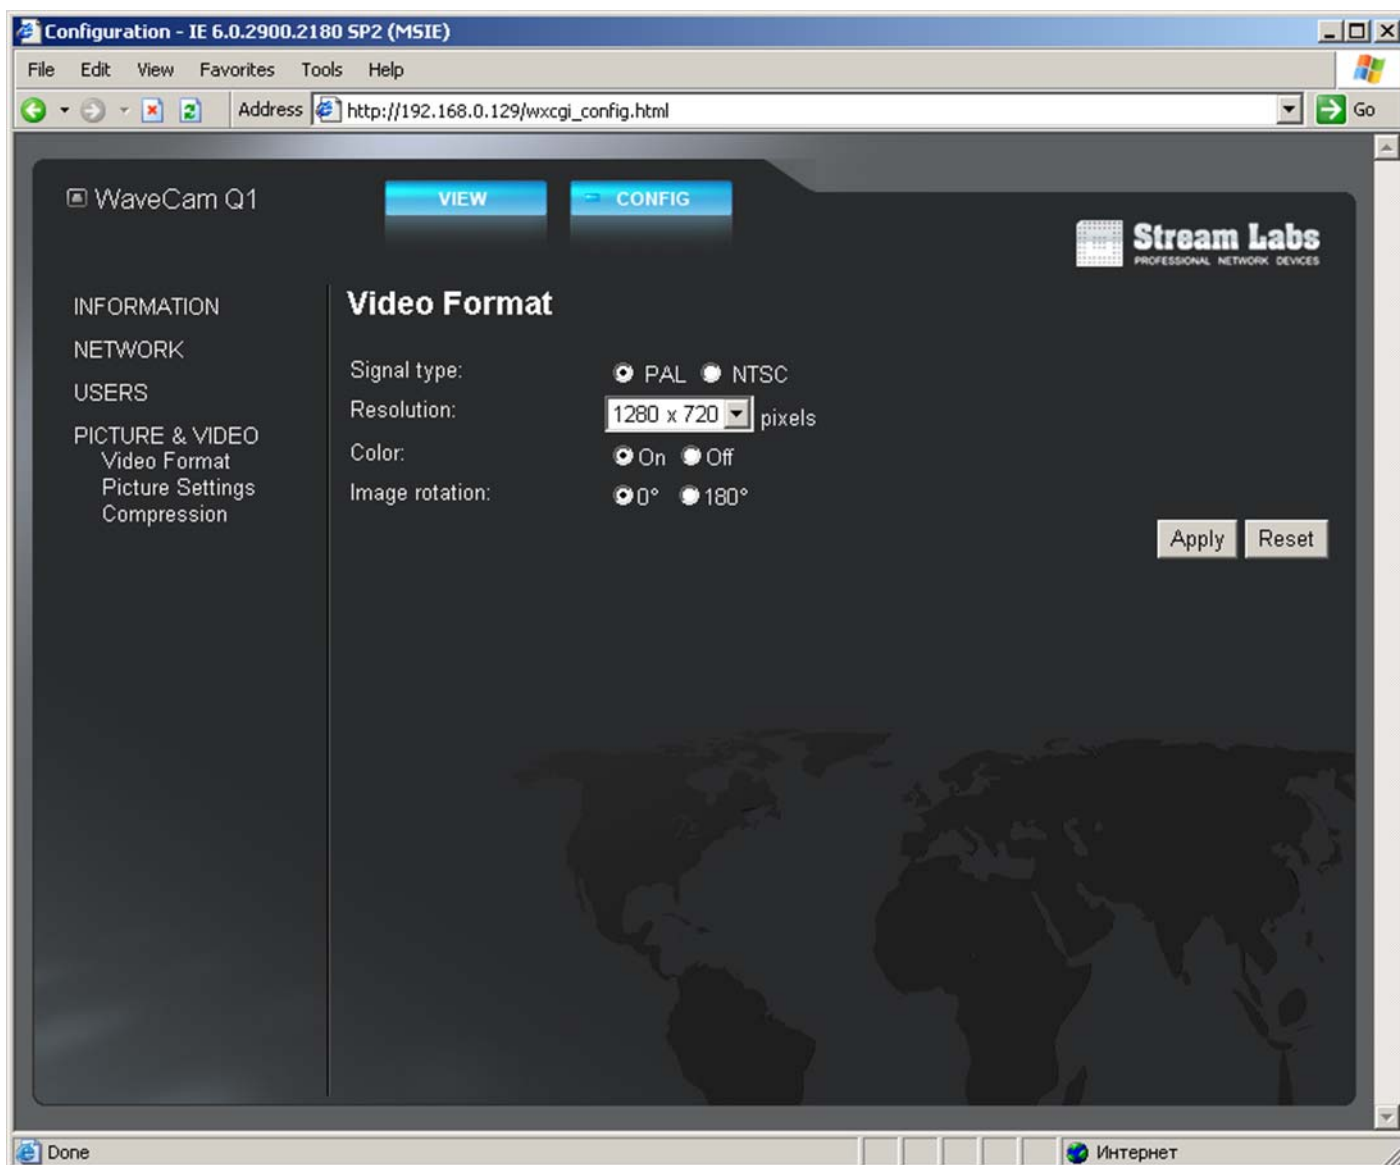 Configuration - IE 6.0.2900.2180 SP2 (MSIE)
File Edit View Favorites Tools Help
Address http://192.168.0.129/wxcgi_config.html Go
WaveCam Q1
VIEW CONFIG
Stream Labs
PROFESSIONAL NETWORK DEVICES
INFORMATION
NETWORK
USERS
PICTURE & VIDEO
Video Format
Picture Settings
Compression
Video Format
Signal type: PAL NTSC
Resolution: 1280 x 720 pixels
Color: On Off
Image rotation: 0° 180°
Apply Reset
Done Интернет